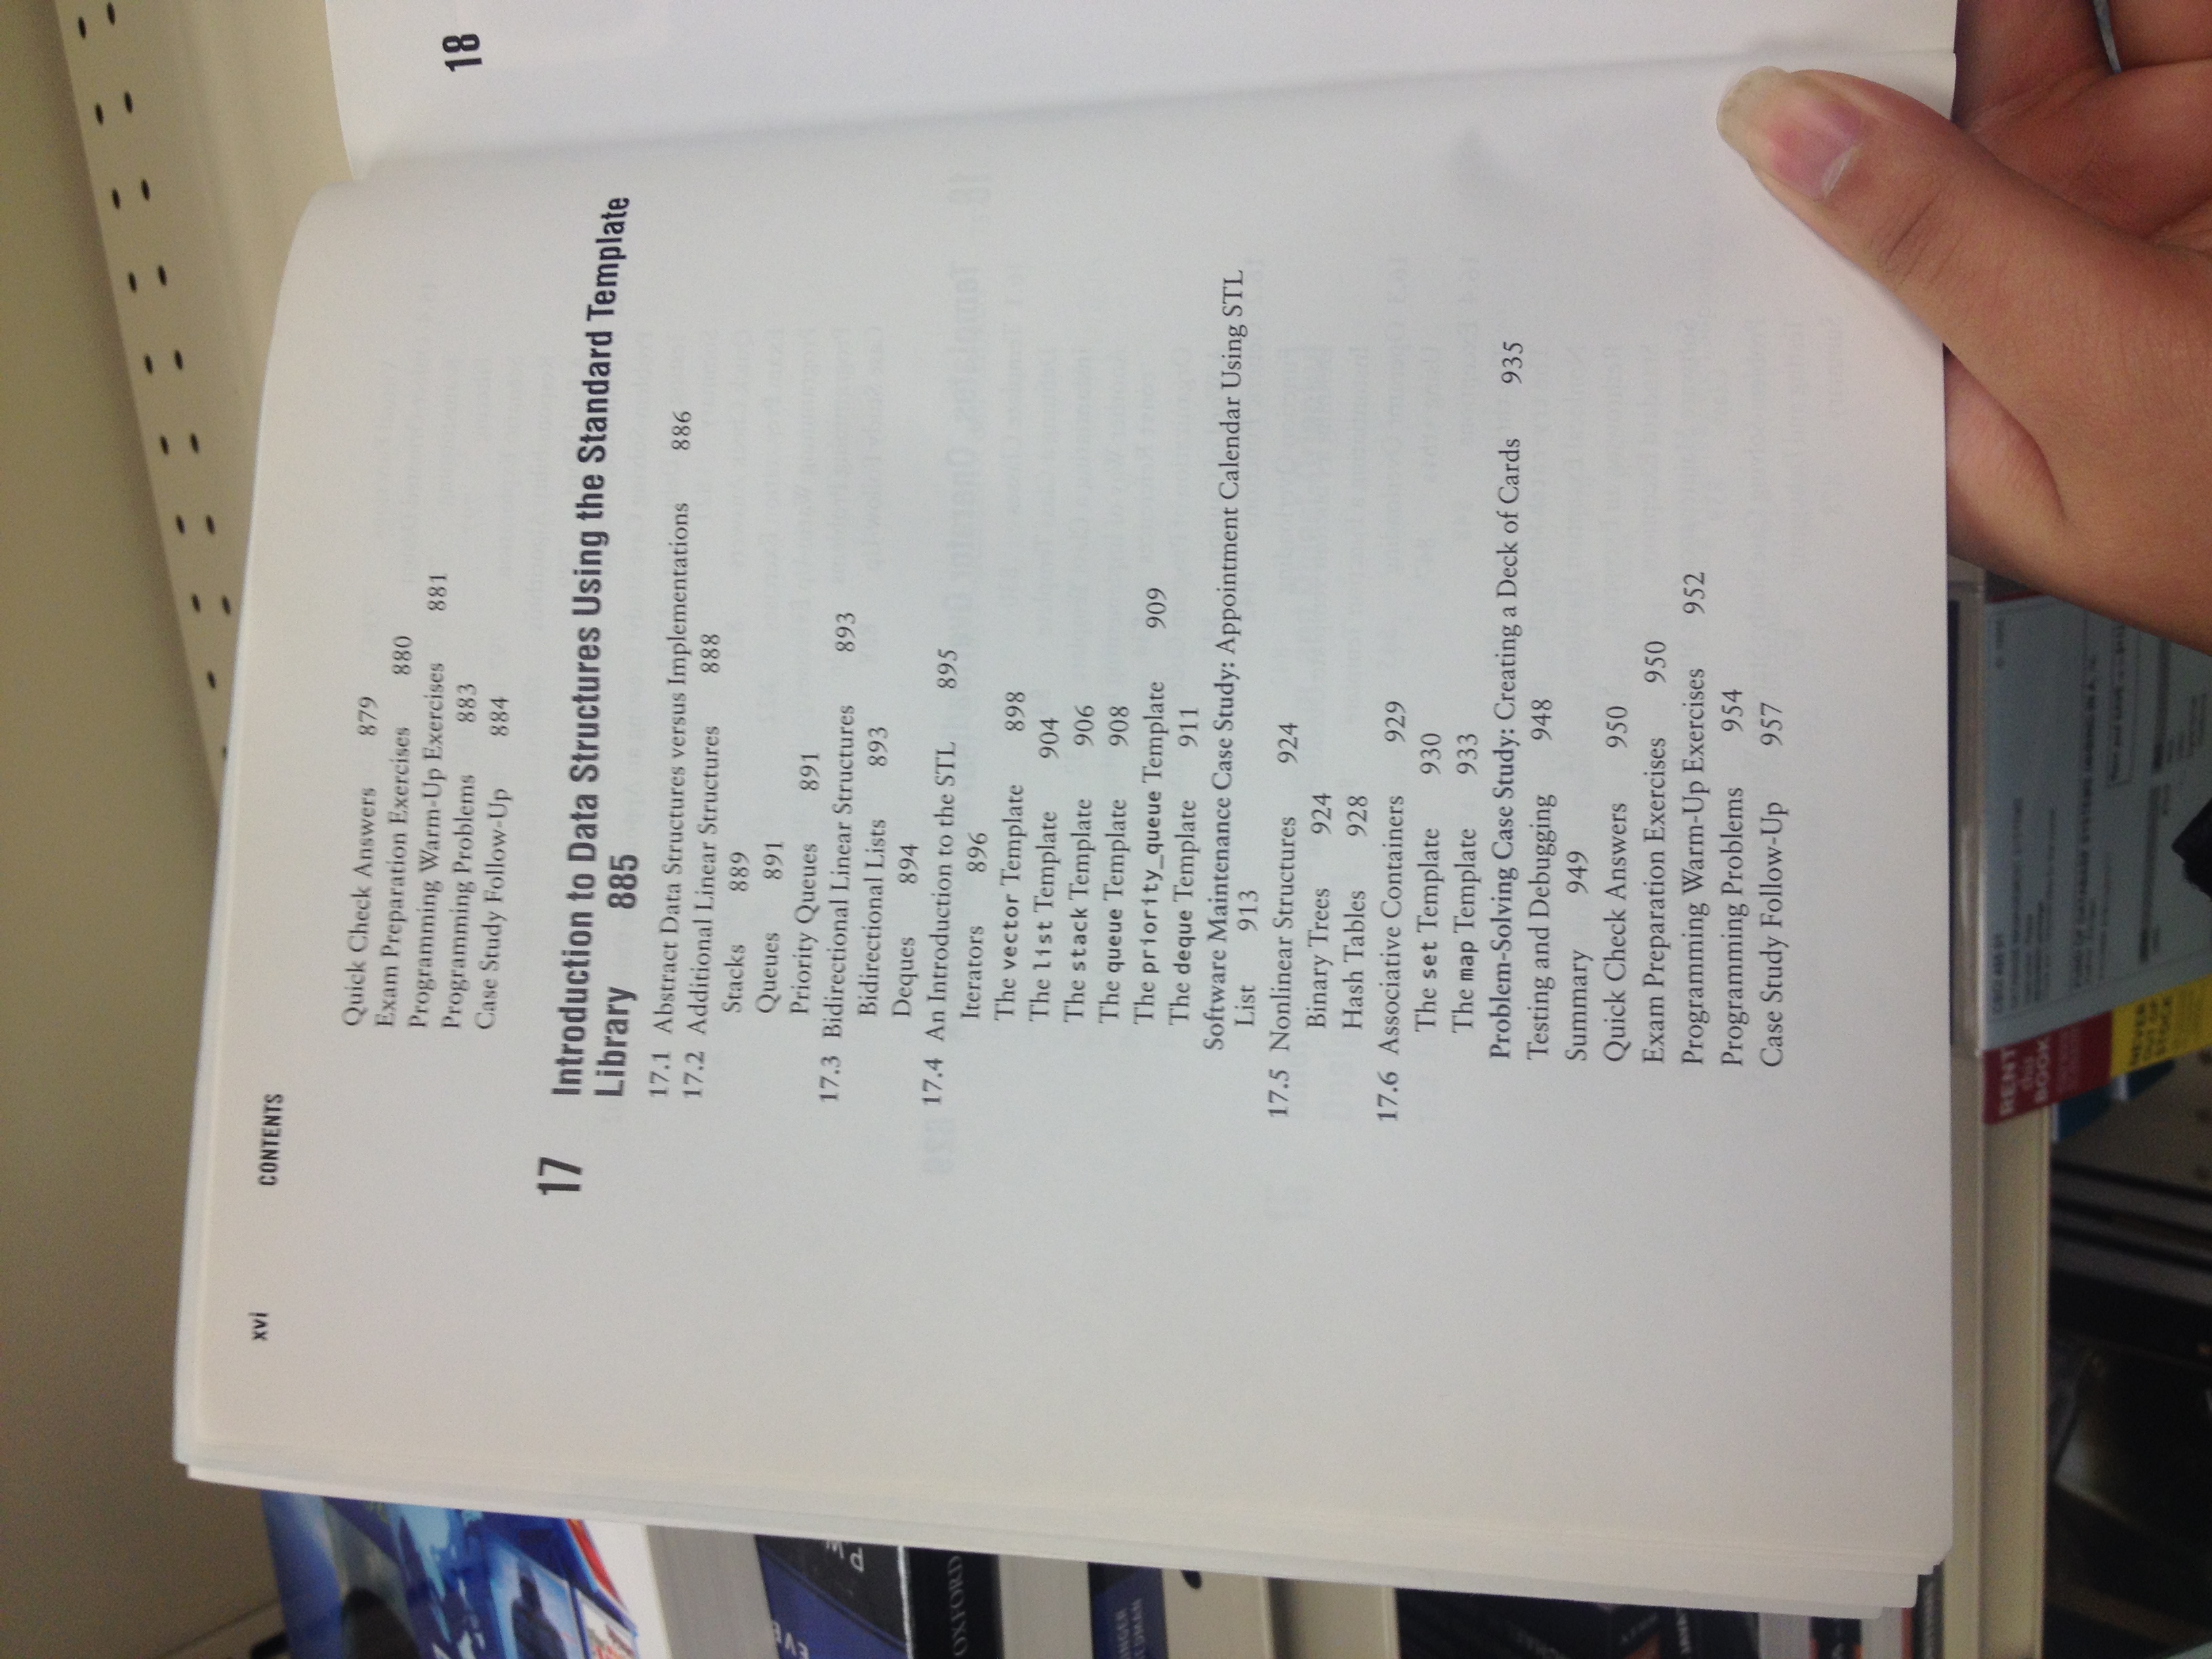 xvi CONTENTS
Quick Check Answers 879
Exam Preparation Exercises 880
Programming Warm-Up Exercises 881
Programming Problems 883
Case Study Follow-Up 884
17 Introduction to Data Structures Using the Standard Template
Library 885
17.1 Abstract Data Structures versus Implementations 886
17.2 Additional Linear Structures 888
Stacks 889
Queues 891
Priority Queues 891
17.3 Bidirectional Linear Structures 893
Bidirectional Lists 893
Deques 894
17.4 An Introduction to the STL 895
Iterators 896
The vector Template 898
The list Template 904
The stack Template 906
The queue Template 908
The priority_queue Template 909
The deque Template 911
Software Maintenance Case Study: Appointment Calendar Using STL
List 913
17.5 Nonlinear Structures 924
Binary Trees 924
Hash Tables 928
17.6 Associative Containers 929
The set Template 930
The map Template 933
Problem-Solving Case Study: Creating a Deck of Cards 935
Testing and Debugging 948
Summary 949
Quick Check Answers 950
Exam Preparation Exercises 950
Programming Warm-Up Exercises 952
Programming Problems 954
Case Study Follow-Up 957
18
OXFORD
RENT
this
BOOK
NEVER
OUT OF
STOCK